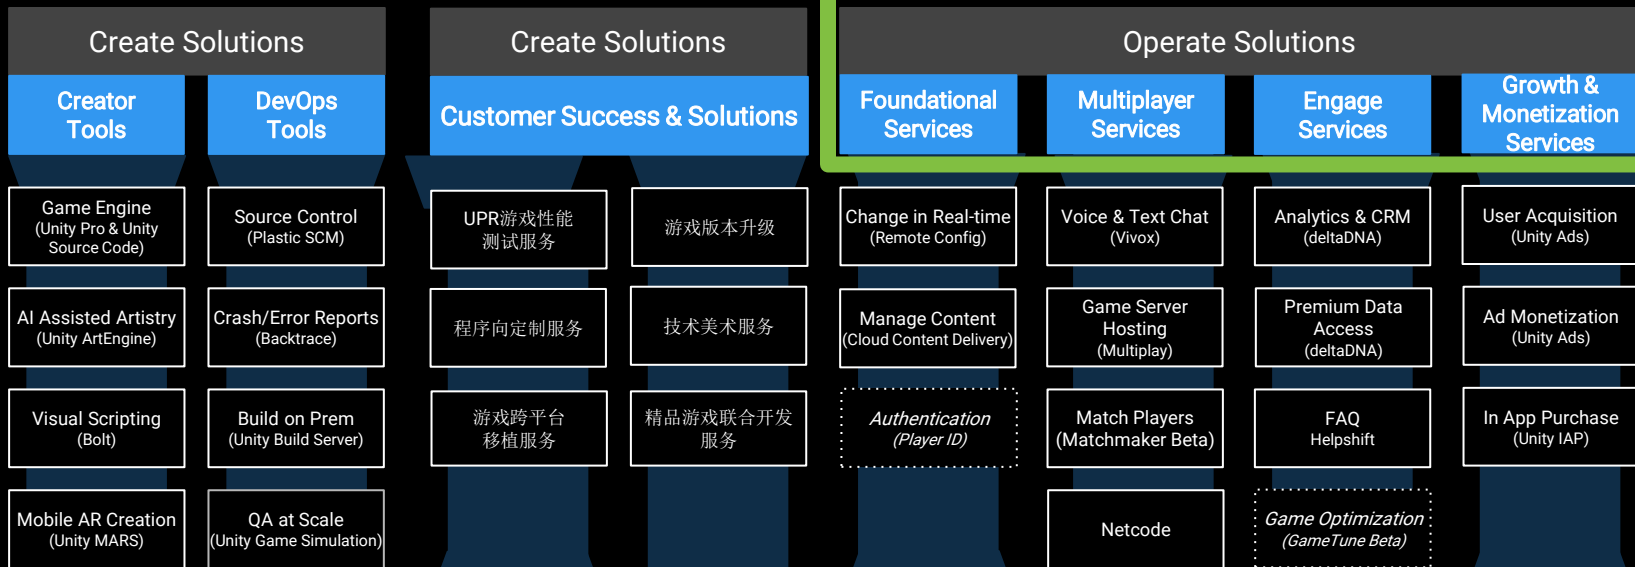 Create Solutions
Create Solutions
Operate Solutions
Creator
Tools
DevOps
Tools
Customer Success & Solutions
Foundational
Services
Multiplayer
Services
Engage
Services
Growth &
Monetization
Services
Game Engine
(Unity Pro & Unity
Source Code)
Source Control
(Plastic SCM)
UPR游戏性能
测试服务
游戏版本升级
Change in Real-time
(Remote Config)
Voice & Text Chat
(Vivox)
Analytics & CRM
(deltaDNA)
User Acquisition
(Unity Ads)
AI Assisted Artistry
(Unity ArtEngine)
Crash/Error Reports
(Backtrace)
程序向定制服务
技术美术服务
Manage Content
(Cloud Content Delivery)
Game Server
Hosting
(Multiplay)
Premium Data
Access
(deltaDNA)
Ad Monetization
(Unity Ads)
Visual Scripting
(Bolt)
Build on Prem
(Unity Build Server)
游戏跨平台
移植服务
精品游戏联合开发
服务
Authentication
(Player ID)
Match Players
(Matchmaker Beta)
FAQ
Helpshift
In App Purchase
(Unity IAP)
Mobile AR Creation
(Unity MARS)
QA at Scale
(Unity Game Simulation)
Netcode
Game Optimization
(GameTune Beta)